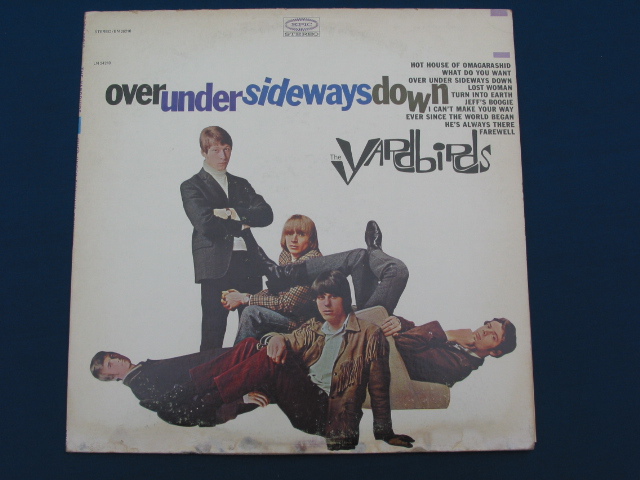 EPIC
STEREO
HOT HOUSE OF OMAGARASHID
WHAT DO YOU WANT
OVER UNDER SIDEWAYS DOWN
LOST WOMAN
TURN INTO EARTH
JEFF'S BOOGIE
I CAN'T MAKE YOUR WAY
EVER SINCE THE WORLD BEGAN
HE'S ALWAYS THERE
FAREWELL
overundersidewaysdown
The Yardbirds